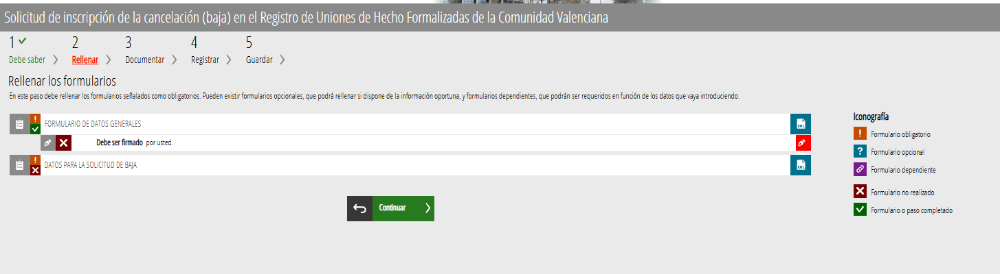 Solicitud de inscripción de la cancelación (baja) en el Registro de Uniones de Hecho Formalizadas de la Comunidad Valenciana
1 2 3 4 5
Debe saber Rellenar Documentar Registrar Guardar
Rellenar los formularios
En este paso debe rellenar los formularios señalados como obligatorios. Pueden existir formularios opcionales, que podrá rellenar si dispone de la información oportuna, y formularios dependientes, que podrán ser requeridos en función de los datos que vaya introduciendo.
! FORMULARIO DE DATOS GENERALES XML
Debe ser firmado por usted.
! DATOS PARA LA SOLICITUD DE BAJA XML
Continuar
Iconografía
! Formulario obligatorio
? Formulario opcional
Formulario dependiente
Formulario no realizado
Formulario o paso completado